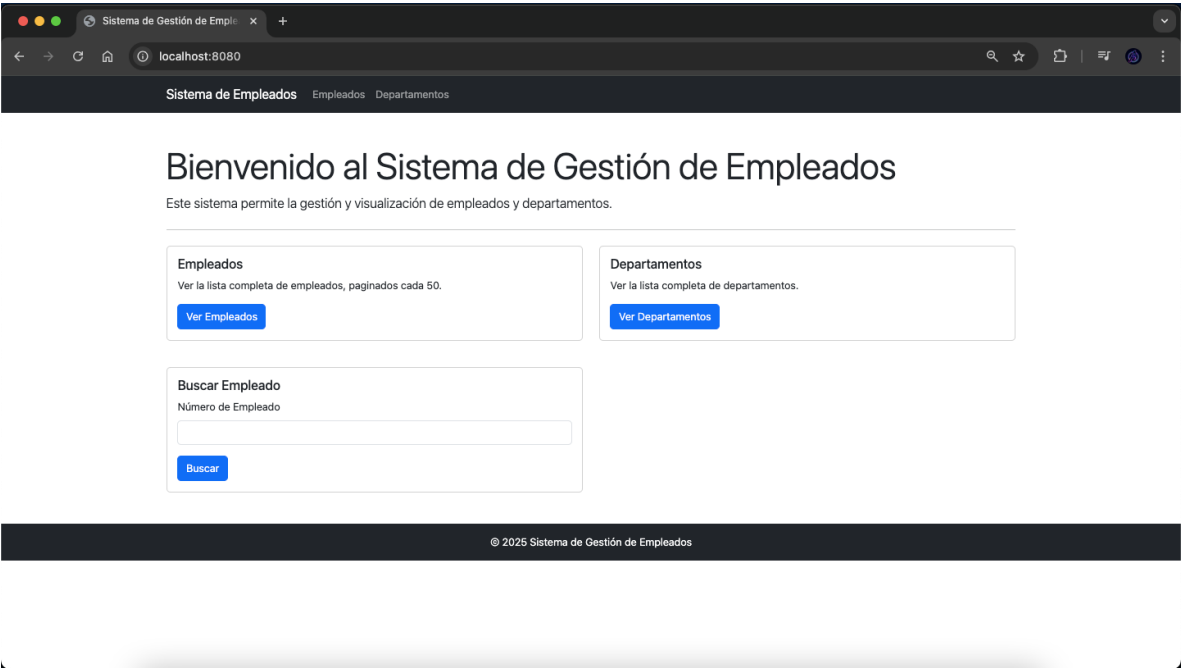 Sistema de Gestión de Emple
localhost:8080
Sistema de Empleados Empleados Departamentos
Bienvenido al Sistema de Gestión de Empleados
Este sistema permite la gestión y visualización de empleados y departamentos.
Empleados
Ver la lista completa de empleados, paginados cada 50.
Ver Empleados
Departamentos
Ver la lista completa de departamentos.
Ver Departamentos
Buscar Empleado
Número de Empleado
Buscar
© 2025 Sistema de Gestión de Empleados